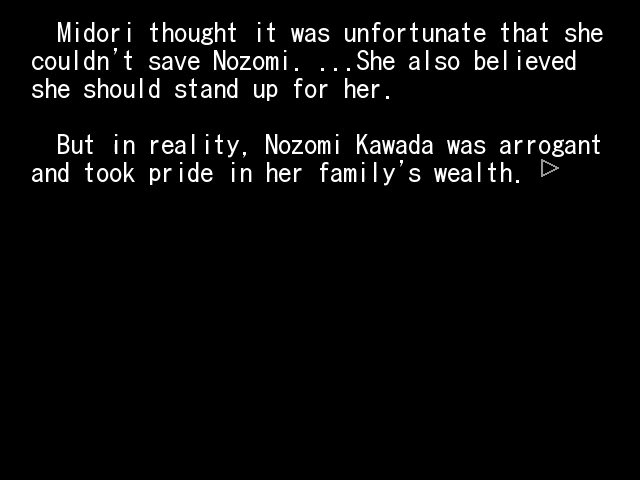 Midori thought it was unfortunate that she
couldn't save Nozomi. ...She also believed
she should stand up for her.
But in reality, Nozomi Kawada was arrogant
and took pride in her family's wealth.